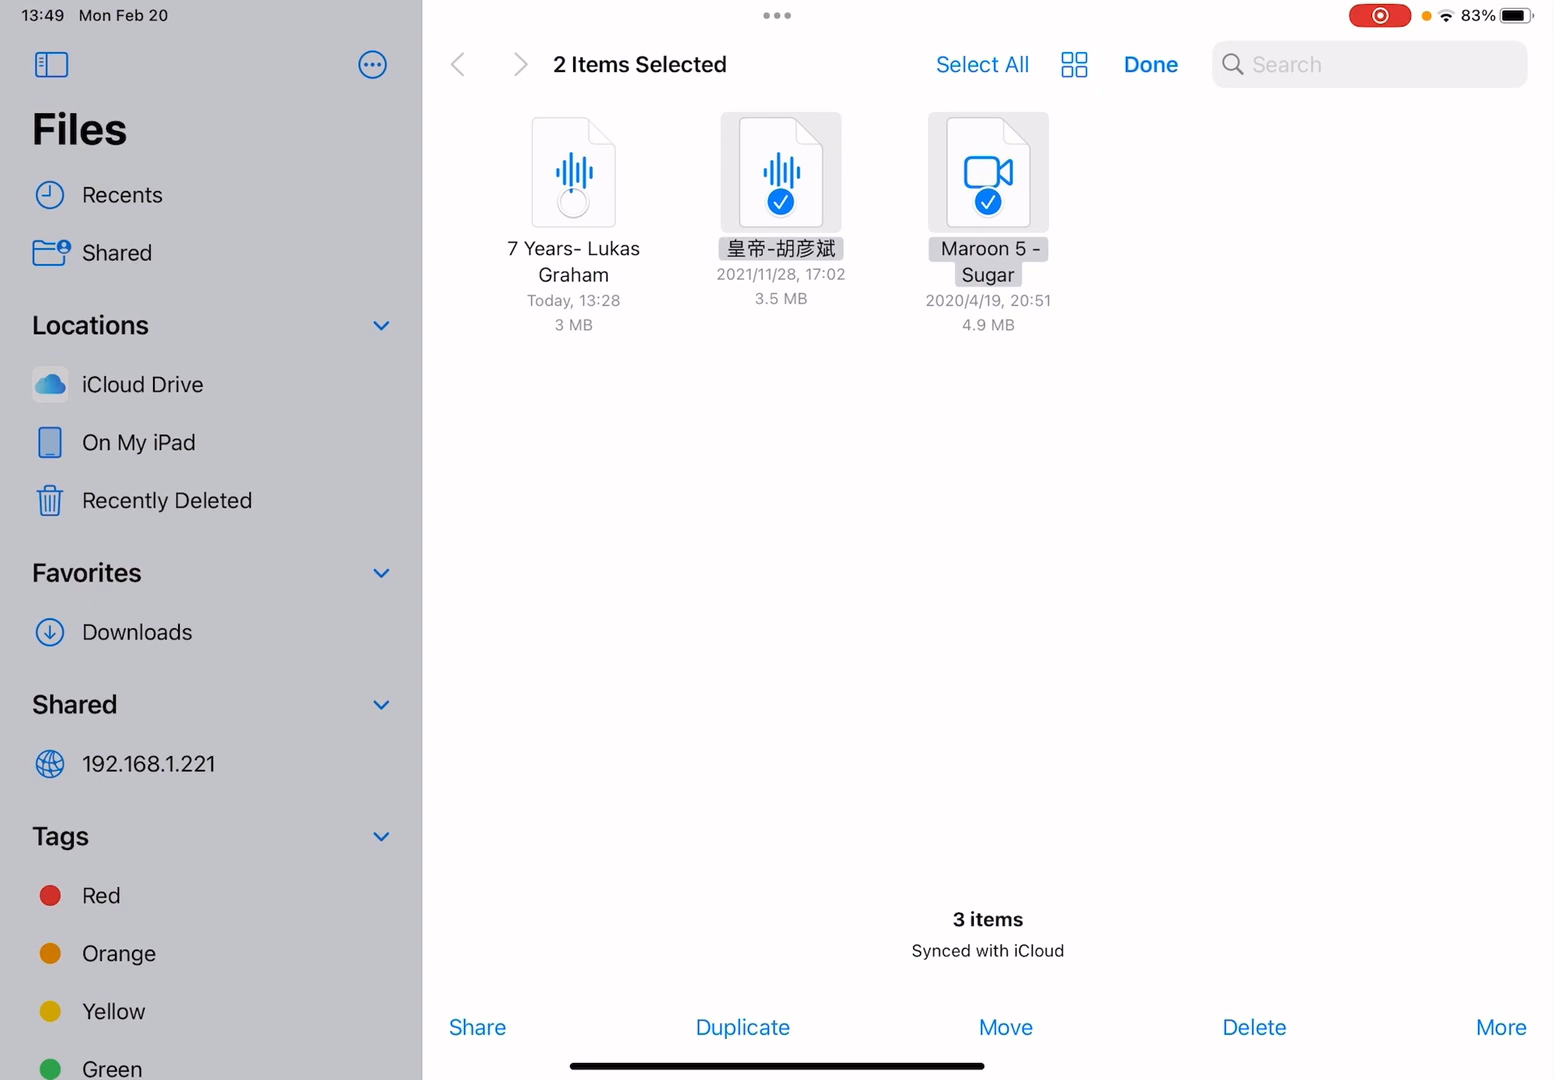 13:49 Mon Feb 20
83%
Files
Recents
Shared
Locations
iCloud Drive
On My iPad
Recently Deleted
Favorites
Downloads
Shared
192.168.1.221
Tags
Red
Orange
Yellow
Green
2 Items Selected
Select All
Done
Search
7 Years- Lukas
Graham
Today, 13:28
3 MB
皇帝-胡彦斌
2021/11/28, 17:02
3.5 MB
Maroon 5 -
Sugar
2020/4/19, 20:51
4.9 MB
3 items
Synced with iCloud
Share
Duplicate
Move
Delete
More